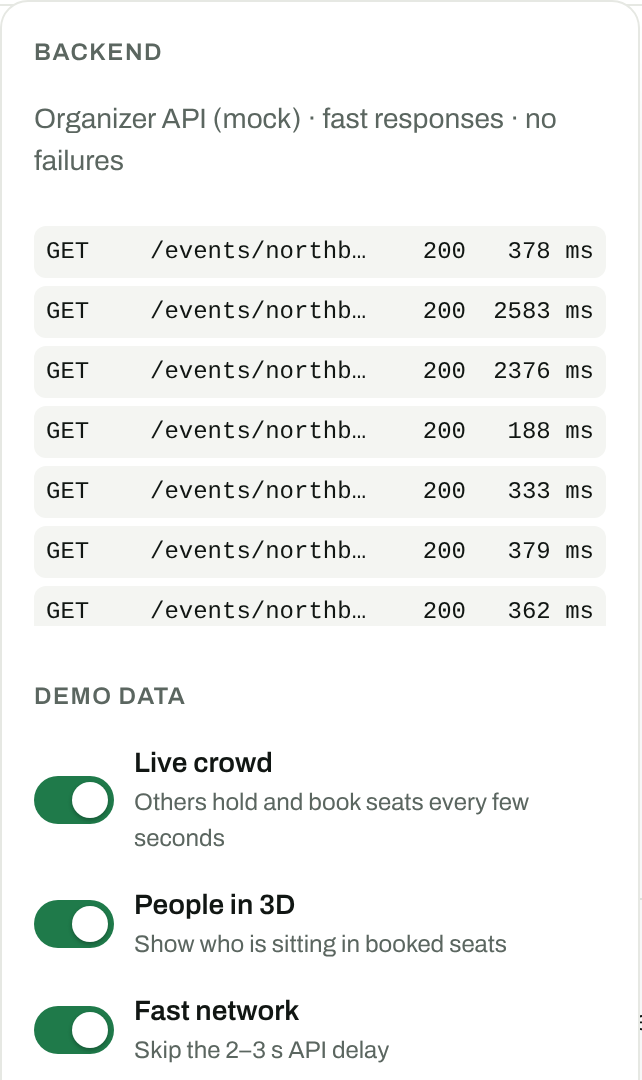 BACKEND
Organizer API (mock) · fast responses · no
failures
GET /events/northb… 200 378 ms
GET /events/northb… 200 2583 ms
GET /events/northb… 200 2376 ms
GET /events/northb… 200 188 ms
GET /events/northb… 200 333 ms
GET /events/northb… 200 379 ms
GET /events/northb… 200 362 ms
DEMO DATA
Live crowd
Others hold and book seats every few
seconds
People in 3D
Show who is sitting in booked seats
Fast network
Skip the 2–3 s API delay